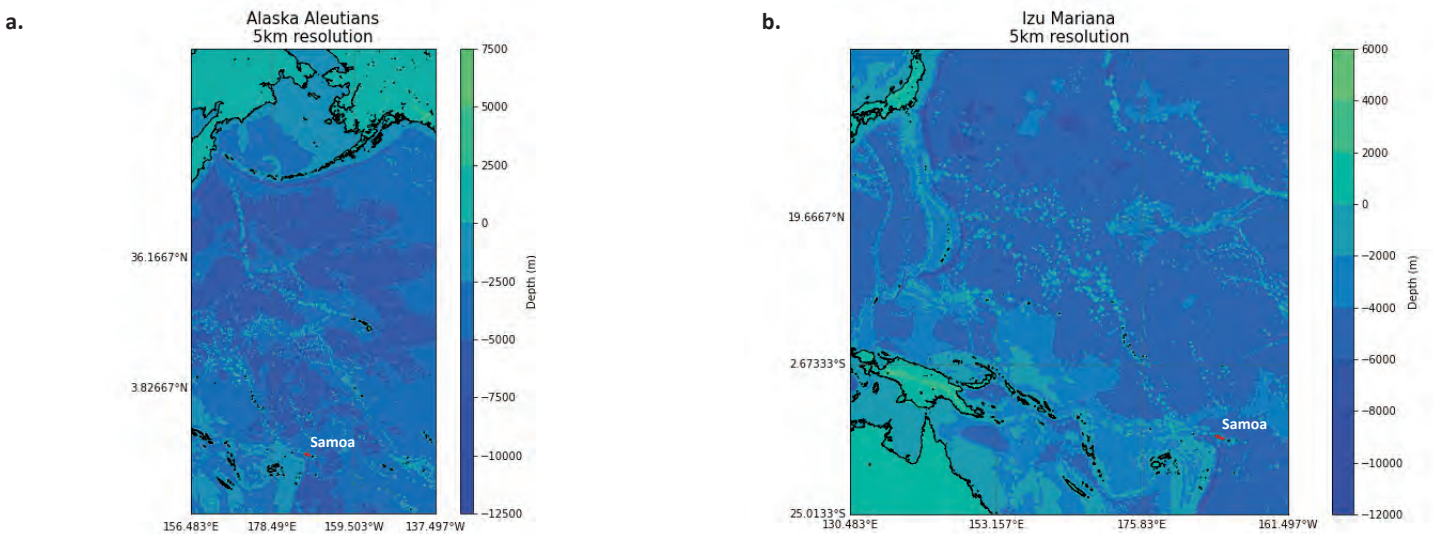 a.
Alaska Aleutians
5km resolution
36.1667°N
3.82667°N
156.483°E
178.49°E
159.503°W
137.497°W
Samoa
7500
5000
2500
0
−2500
−5000
−7500
−10000
−12500
Depth (m)
b.
Izu Mariana
5km resolution
19.6667°N
2.67333°S
25.0133°S
130.483°E
153.157°E
175.83°E
161.497°W
Samoa
6000
4000
2000
0
−2000
−4000
−6000
−8000
−10000
−12000
Depth (m)